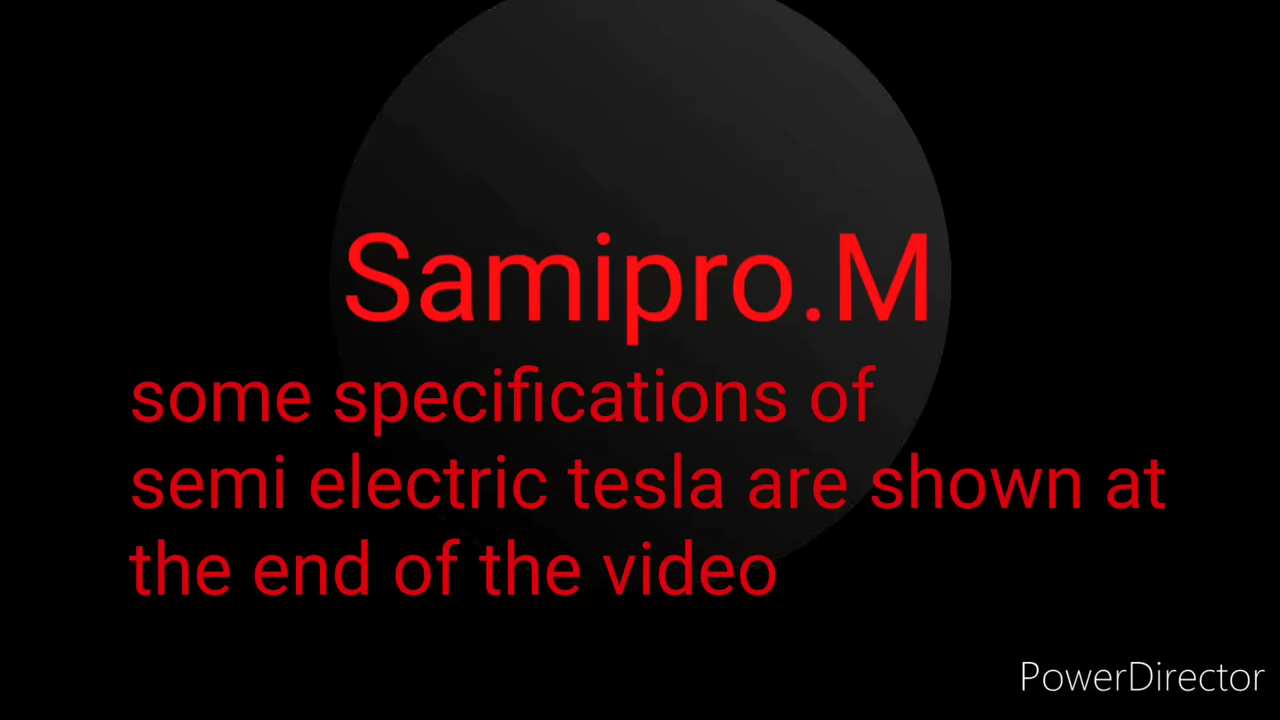 Samipro.M
some specifications of
semi electric tesla are shown at
the end of the video
PowerDirector